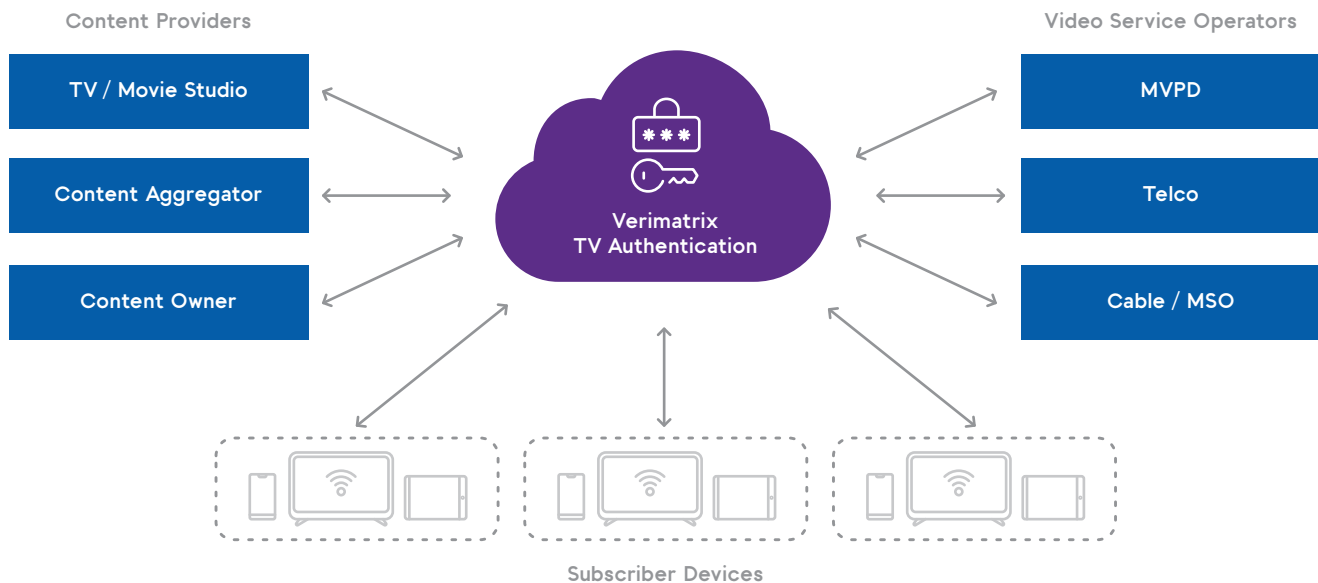 Content Providers
Video Service Operators
TV / Movie Studio
MVPD
Content Aggregator
Telco
Content Owner
Cable / MSO
***
Verimatrix
TV Authentication
Subscriber Devices